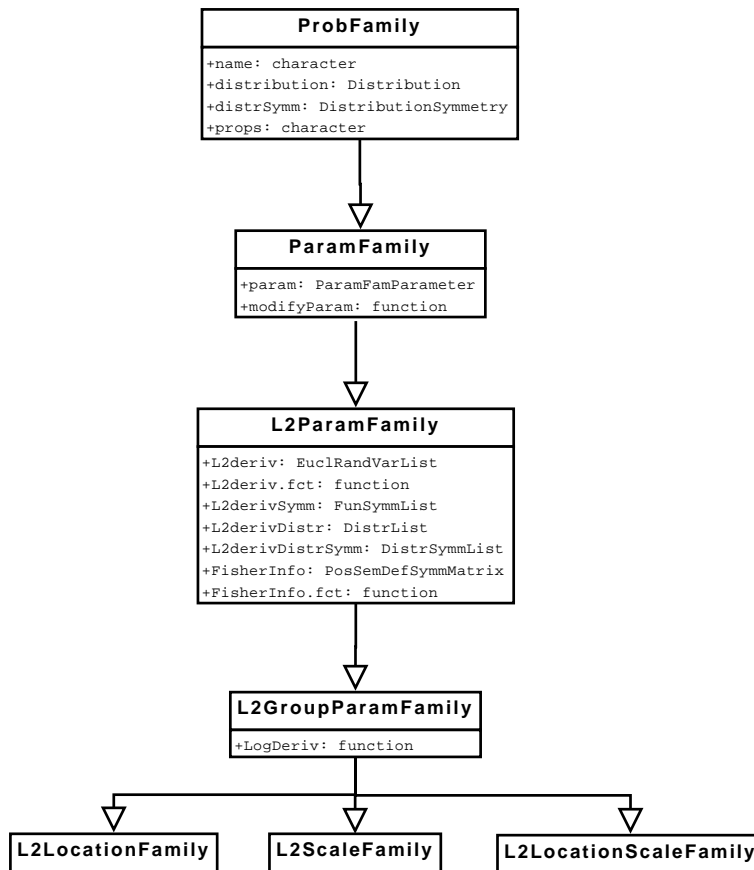 ProbFamily
+name: character
+distribution: Distribution
+distrSymm: DistributionSymmetry
+props: character
ParamFamily
+param: ParamFamParameter
+modifyParam: function
L2ParamFamily
+L2deriv: EuclRandVarList
+L2deriv.fct: function
+L2derivSymm: FunSymmList
+L2derivDistr: DistrList
+L2derivDistrSymm: DistrSymmList
+FisherInfo: PosSemDefSymmMatrix
+FisherInfo.fct: function
L2GroupParamFamily
+LogDeriv: function
L2LocationFamily
L2ScaleFamily
L2LocationScaleFamily